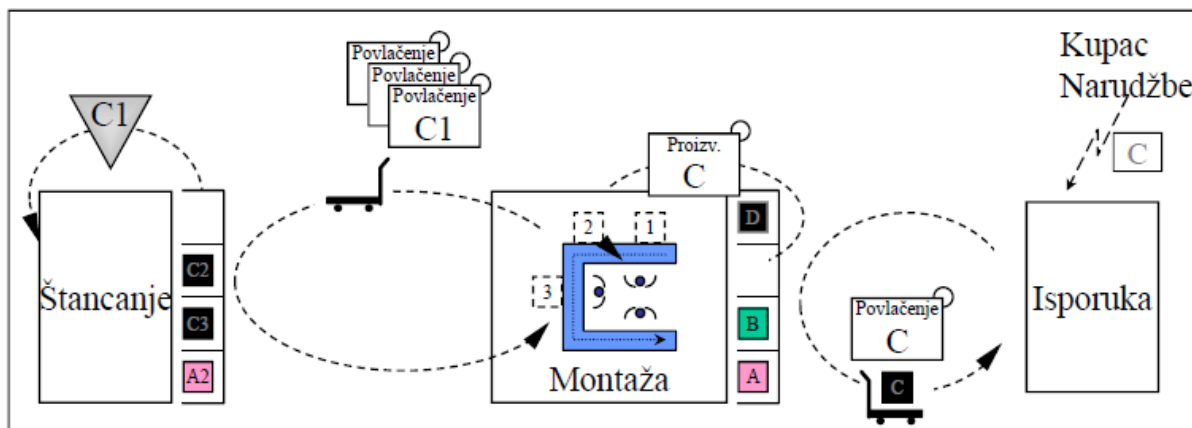 C1
Štancanje
C2
C3
A2
Povlačenje
Povlačenje
Povlačenje
C1
Proizv.
C
2
1
3
Montaža
D
B
A
Povlačenje
C
C
Kupac
Narudžbe
C
Isporuka